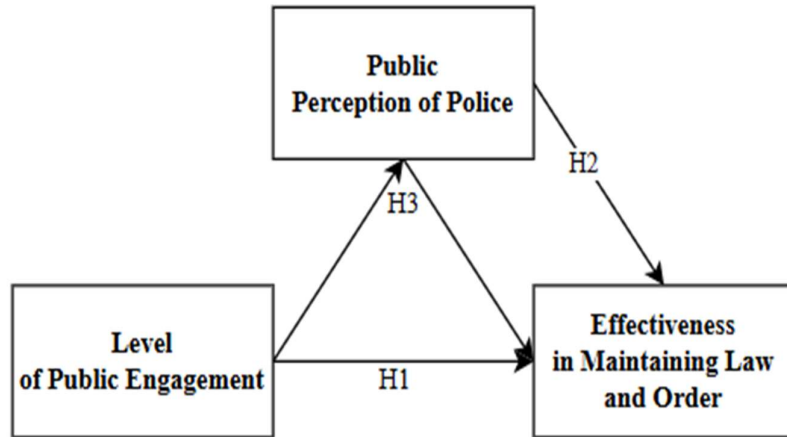 Public
Perception of Police
H2
H3
Level
of Public Engagement
H1
Effectiveness
in Maintaining Law
and Order